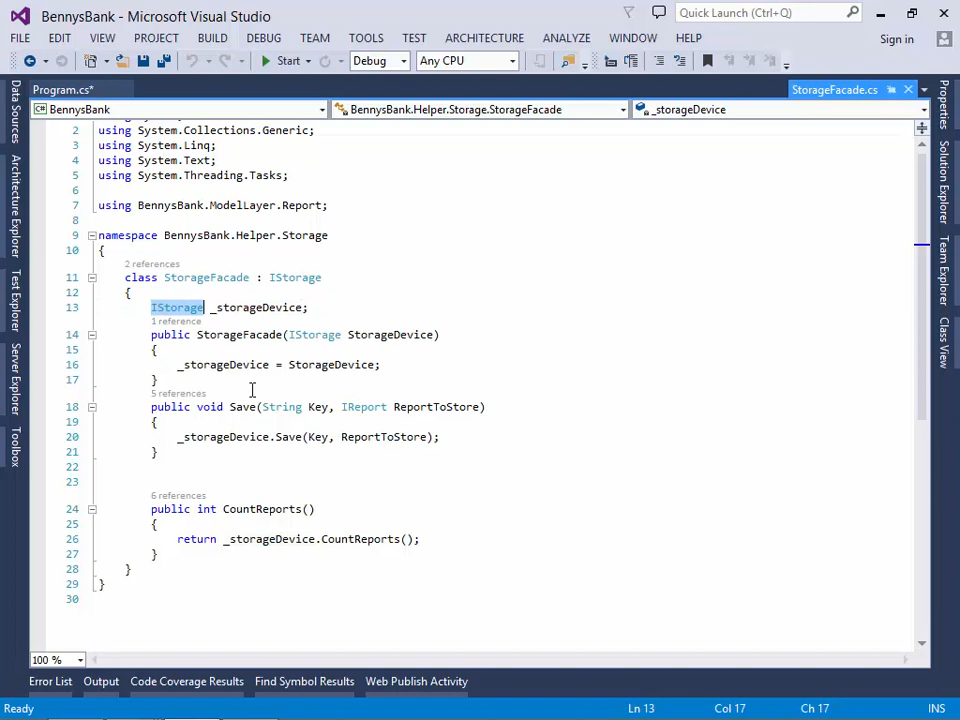 BennysBank - Microsoft Visual Studio
Quick Launch (Ctrl+Q)
FILE EDIT VIEW PROJECT BUILD DEBUG TEAM TOOLS TEST ARCHITECTURE ANALYZE WINDOW HELP Sign in
Start Debug Any CPU
Program.cs* StorageFacade.cs
BennysBank BennysBank.Helper.Storage.StorageFacade _storageDevice
Data Sources
Architecture Explorer
Test Explorer
Server Explorer
Toolbox
2 using System.Collections.Generic;
3 using System.Linq;
4 using System.Text;
5 using System.Threading.Tasks;
6
7 using BennysBank.ModelLayer.Report;
8
9 namespace BennysBank.Helper.Storage
10 {
2 references
11 class StorageFacade : IStorage
12 {
13 IStorage _storageDevice;
1 reference
14 public StorageFacade(IStorage StorageDevice)
15 {
16 _storageDevice = StorageDevice;
17 }
5 references
18 public void Save(String Key, IReport ReportToStore)
19 {
20 _storageDevice.Save(Key, ReportToStore);
21 }
22
23
6 references
24 public int CountReports()
25 {
26 return _storageDevice.CountReports();
27 }
28 }
29 }
30
Properties
Solution Explorer
Team Explorer
Class View
100 %
Error List Output Code Coverage Results Find Symbol Results Web Publish Activity
Ready Ln 13 Col 17 Ch 17 INS